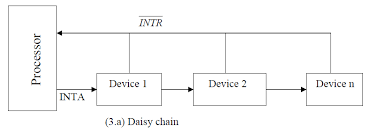 INTR
Processor
Device 1
Device 2
Device n
INTA
(3.a) Daisy chain